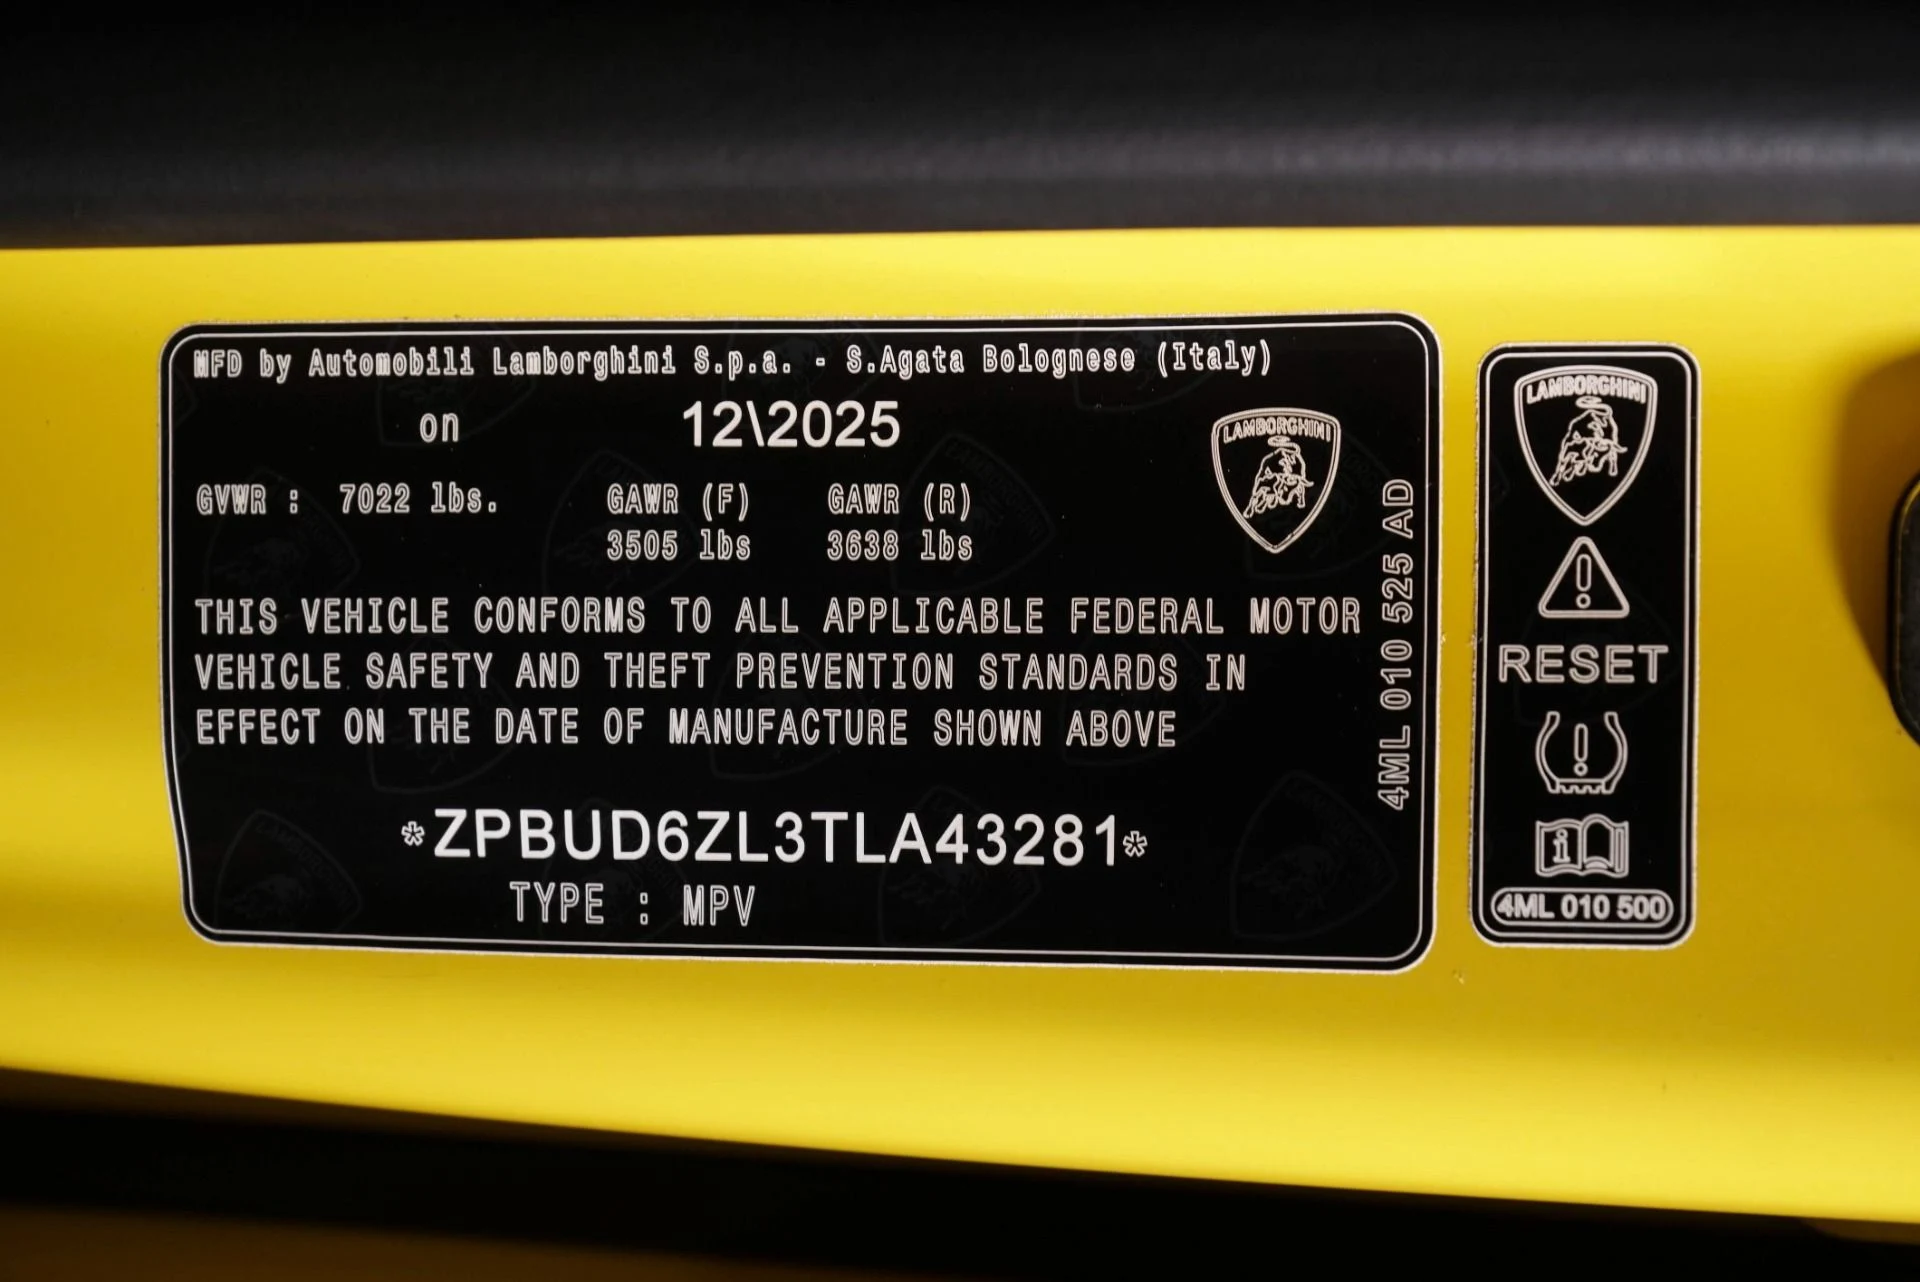 MFD by Automobili Lamborghini S.p.a. - S.Agata Bolognese (Italy)
on 12\2025
GVWR : 7022 lbs. GAWR (F) GAWR (R)
3505 lbs 3638 lbs
THIS VEHICLE CONFORMS TO ALL APPLICABLE FEDERAL MOTOR
VEHICLE SAFETY AND THEFT PREVENTION STANDARDS IN
EFFECT ON THE DATE OF MANUFACTURE SHOWN ABOVE
*ZPBUD6ZL3TLA43281*
TYPE : MPV
LAMBORGHINI
4ML 010 525 AD
LAMBORGHINI
RESET
4ML 010 500